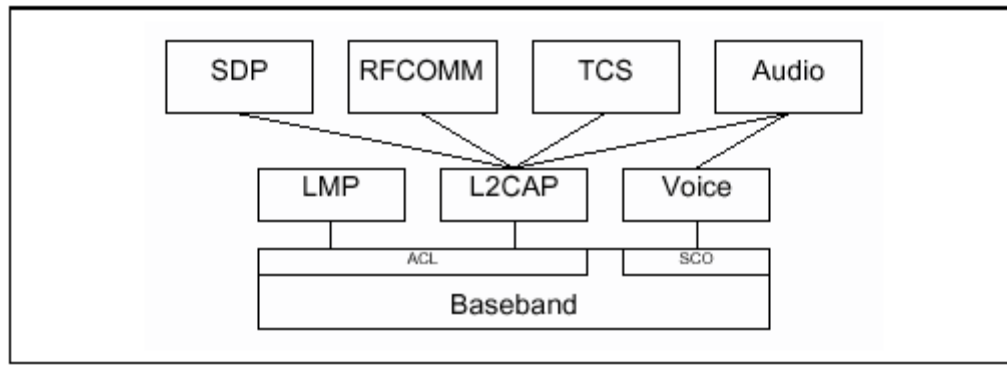 SDP
RFCOMM
TCS
Audio
LMP
L2CAP
Voice
ACL
SCO
Baseband